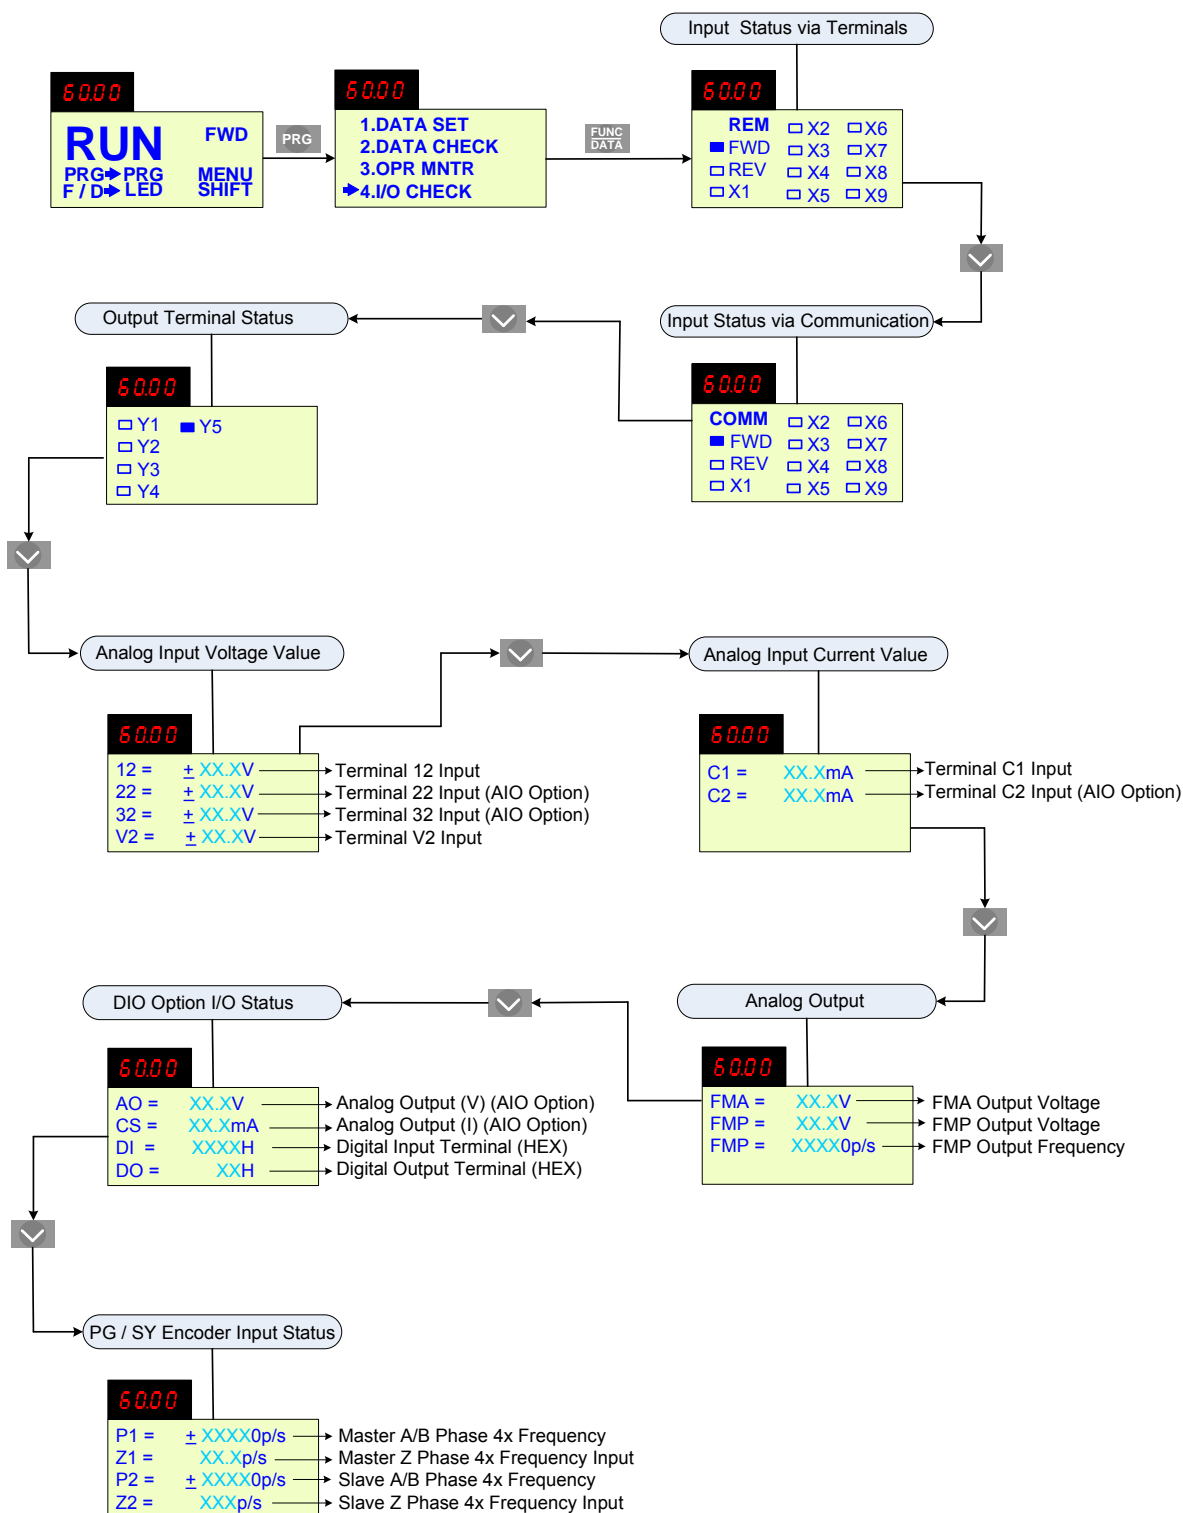 Input Status via Terminals
60.00
RUN FWD
PRG PRG MENU
F / D LED SHIFT
PRG
60.00
1.DATA SET
2.DATA CHECK
3.OPR MNTR
4.I/O CHECK
FUNC
DATA
60.00
REM X2 X6
FWD X3 X7
REV X4 X8
X1 X5 X9
Output Terminal Status
Input Status via Communication
60.00
Y1 Y5
Y2
Y3
Y4
60.00
COMM X2 X6
FWD X3 X7
REV X4 X8
X1 X5 X9
Analog Input Voltage Value
Analog Input Current Value
60.00
12 = ± XX.XV Terminal 12 Input
22 = ± XX.XV Terminal 22 Input (AIO Option)
32 = ± XX.XV Terminal 32 Input (AIO Option)
V2 = ± XX.XV Terminal V2 Input
60.00
C1 = XX.XmA Terminal C1 Input
C2 = XX.XmA Terminal C2 Input (AIO Option)
DIO Option I/O Status
Analog Output
60.00
AO = XX.XV Analog Output (V) (AIO Option)
CS = XX.XmA Analog Output (I) (AIO Option)
DI = XXXXH Digital Input Terminal (HEX)
DO = XXH Digital Output Terminal (HEX)
60.00
FMA = XX.XV FMA Output Voltage
FMP = XX.XV FMP Output Voltage
FMP = XXXX0p/s FMP Output Frequency
PG / SY Encoder Input Status
60.00
P1 = ± XXXX0p/s Master A/B Phase 4x Frequency
Z1 = XX.Xp/s Master Z Phase 4x Frequency Input
P2 = ± XXXX0p/s Slave A/B Phase 4x Frequency
Z2 = XXXp/s Slave Z Phase 4x Frequency Input